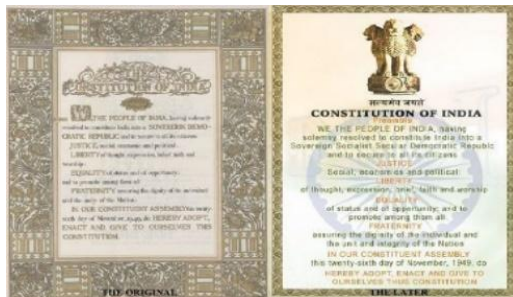 CONSTITUTION OF INDIA
WE, THE PEOPLE OF INDIA, having solemnly
resolved to constitute India into a SOVEREIGN DEMO-
CRATIC REPUBLIC and to secure to all its citizens:
JUSTICE, social, economic and political;
LIBERTY of thought, expression, belief, faith and
worship;
EQUALITY of status and of opportunity;
and to promote among them all
FRATERNITY assuring the dignity of the individual
and the unity of the Nation;
IN OUR CONSTITUENT ASSEMBLY this twenty-
sixth day of November, 1949, do HEREBY ADOPT,
ENACT AND GIVE TO OURSELVES THIS
CONSTITUTION.
THE ORIGINAL
सत्यमेव जयते
CONSTITUTION OF INDIA
Preamble
WE, THE PEOPLE OF INDIA, having
solemnly resolved to constitute India into a
Sovereign Socialist Secular Democratic Republic
and to secure to all its citizens
JUSTICE
Social, economic and political
LIBERTY
of thought, expression, belief, faith and worship
EQUALITY
of status and of opportunity; and to
promote among them all
FRATERNITY
assuring the dignity of the individual and
the unit and integrity of the Nation
IN OUR CONSTITUENT ASSEMBLY
this twenty-sixth day of November, 1949, do
HEREBY ADOPT, ENACT AND GIVE TO
OURSELVES THIS CONSTITUTION
THE LATER